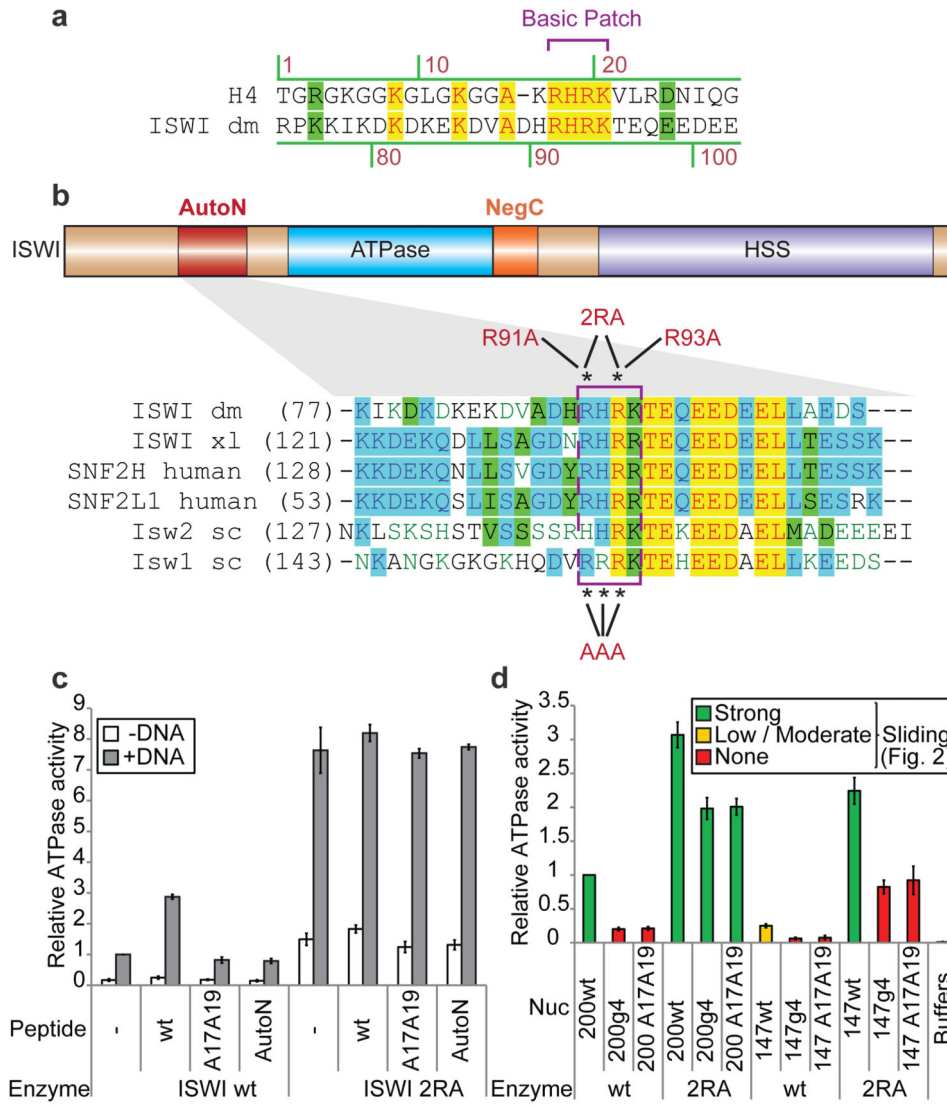 a
Basic Patch
1 10 20
H4 TGRGKGGKGLGKGGA-KRHRKVLRDNIQG
ISWI dm RPKKIKDKDKEKDVADHRHRKTEQEEDEE
80 90 100
b
AutoN NegC
ISWI ATPase HSS
2RA
R91A R93A
* *
ISWI dm (77) -KIKDKDKEKDVADHRHRKTEQEEDEELLAEDS---
ISWI xl (121) -KKDEKQDLLSAGDNRHRRTEQEEDEELLTESSK--
SNF2H human (128) -KKDEKQNLLSVGDYRHRRTEQEEDEELLTESSK--
SNF2L1 human (53) -KKDEKQSLISAGDYRHRRTEQEEDEELLSESRK--
Isw2 sc (127) NKLSKSHSTVSSSSRHHRKTEKEEDAELMADEEEEI
Isw1 sc (143) -NKANGKGKGKHQDVRRRKTEHEEDAELLKEEDS--
***
AAA
c
Relative ATPase activity
9
8
7
6
5
4
3
2
1
0
-DNA
+DNA
Peptide - wt A17A19 AutoN - wt A17A19 AutoN
Enzyme ISWI wt ISWI 2RA
d
Relative ATPase activity
3.5
3
2.5
2
1.5
1
0.5
0
Strong
Low / Moderate
None
Sliding
(Fig. 2)
Nuc 200wt 200g4 200 A17A19 200wt 200g4 200 A17A19 147wt 147g4 147 A17A19 147wt 147g4 147 A17A19 Buffers
Enzyme wt 2RA wt 2RA